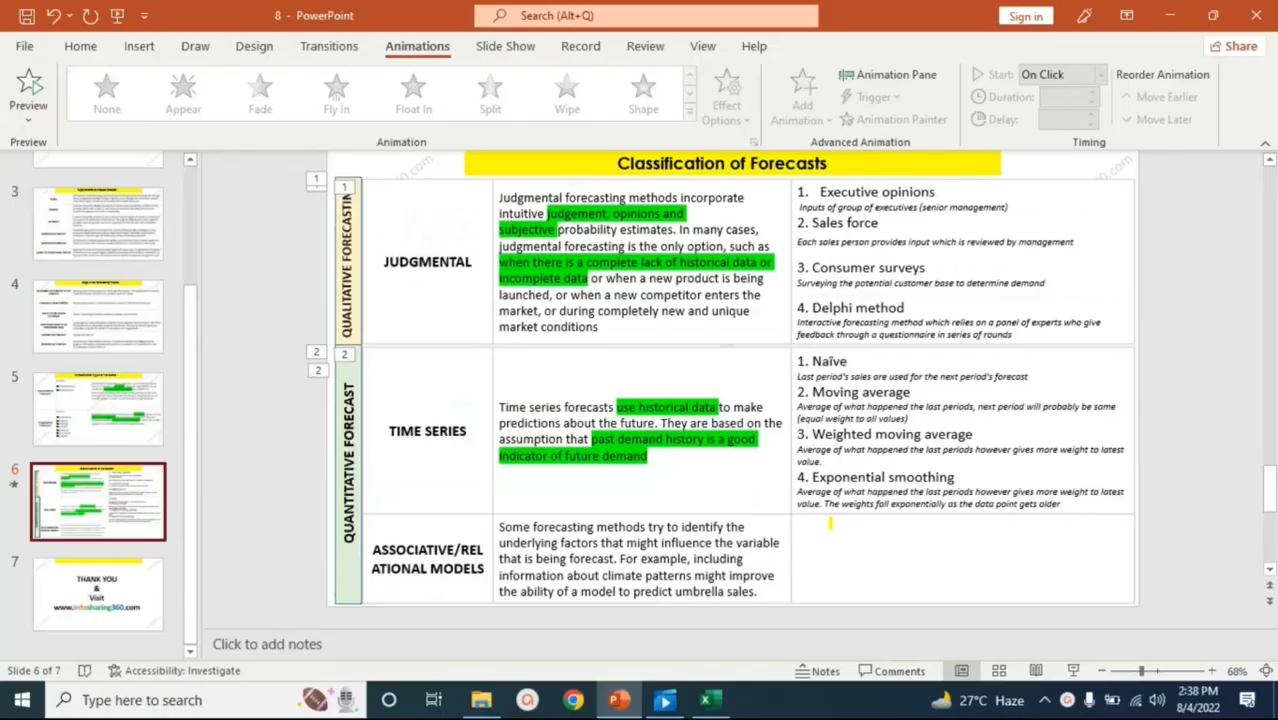 8 - PowerPoint
Search (Alt+Q)
Sign in
File Home Insert Draw Design Transitions Animations Slide Show Record Review View Help
Share
Preview
None Appear Fade Fly In Float In Split Wipe Shape
Effect
Options
Add
Animation
Animation Pane
Trigger
Animation Painter
Start: On Click
Duration:
Delay:
Reorder Animation
Move Earlier
Move Later
Preview
Animation
Advanced Animation
Timing
3
4
5
6
7
THANK YOU
&
Visit
www.infosharing360.com
Classification of Forecasts
1
1
QUALITATIVE FORECASTING
JUDGMENTAL
Judgmental forecasting methods incorporate
intuitive judgement, opinions and
subjective probability estimates. In many cases,
judgmental forecasting is the only option, such as
when there is a complete lack of historical data or
incomplete data or when a new product is being
launched, or when a new competitor enters the
market, or during completely new and unique
market conditions
1. Executive opinions
Inputs of group of executives (senior management)
2. Sales force
Each sales person provides input which is reviewed by management
3. Consumer surveys
Surveying the potential customer base to determine demand
4. Delphi method
Interactive forecasting method which relies on a panel of experts who give
feedback through a questionnaire in series of rounds
2
2
2
QUANTITATIVE FORECAST
TIME SERIES
Time series forecasts use historical data to make
predictions about the future. They are based on the
assumption that past demand history is a good
indicator of future demand
1. Naïve
Last period's sales are used for the next period's forecast
2. Moving average
Average of what happened the last periods, next period will probably be same
(equal weight to all values)
3. Weighted moving average
Average of what happened the last periods however gives more weight to latest
value.
4. Exponential smoothing
Average of what happened the last periods however gives more weight to latest
value. The weights fall exponentially as the data point gets older
ASSOCIATIVE/REL
ATIONAL MODELS
Some forecasting methods try to identify the
underlying factors that might influence the variable
that is being forecast. For example, including
information about climate patterns might improve
the ability of a model to predict umbrella sales.
Click to add notes
Slide 6 of 7
Accessibility: Investigate
Notes
Comments
68%
Type here to search
27°C Haze
2:38 PM
8/4/2022